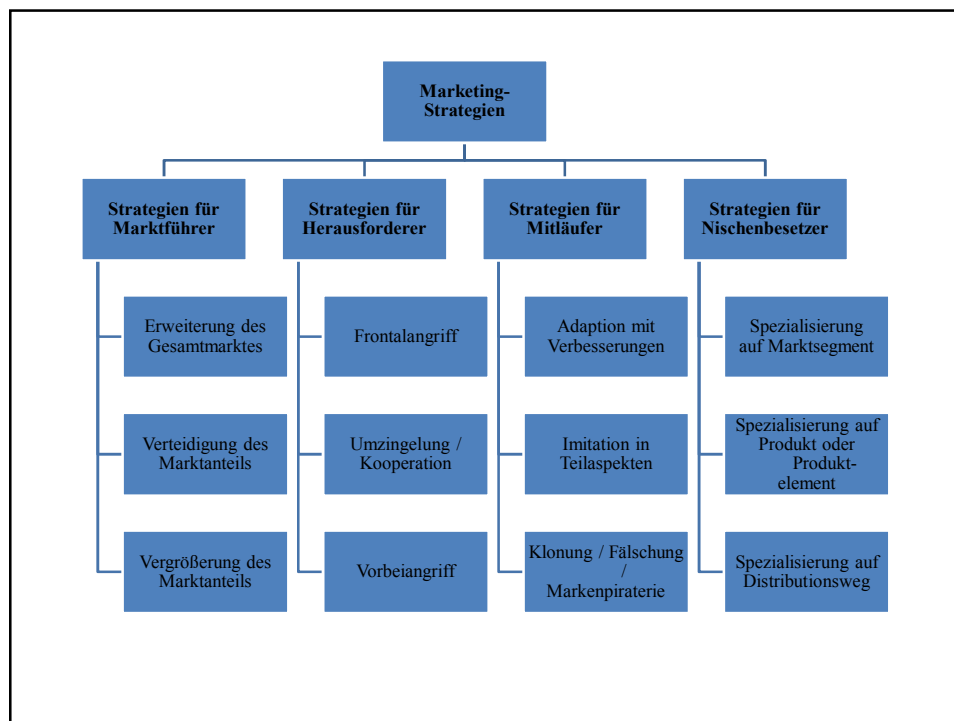 Marketing-
Strategien
Strategien für
Marktführer
Erweiterung des
Gesamtmarktes
Verteidigung des
Marktanteils
Vergrößerung des
Marktanteils
Strategien für
Herausforderer
Frontalangriff
Umzingelung /
Kooperation
Vorbeiangriff
Strategien für
Mitläufer
Adaption mit
Verbesserungen
Imitation in
Teilaspekten
Klonung / Fälschung
/
Markenpiraterie
Strategien für
Nischenbesetzer
Spezialisierung
auf Marktsegment
Spezialisierung auf
Produkt oder
Produkt-
element
Spezialisierung auf
Distributionsweg